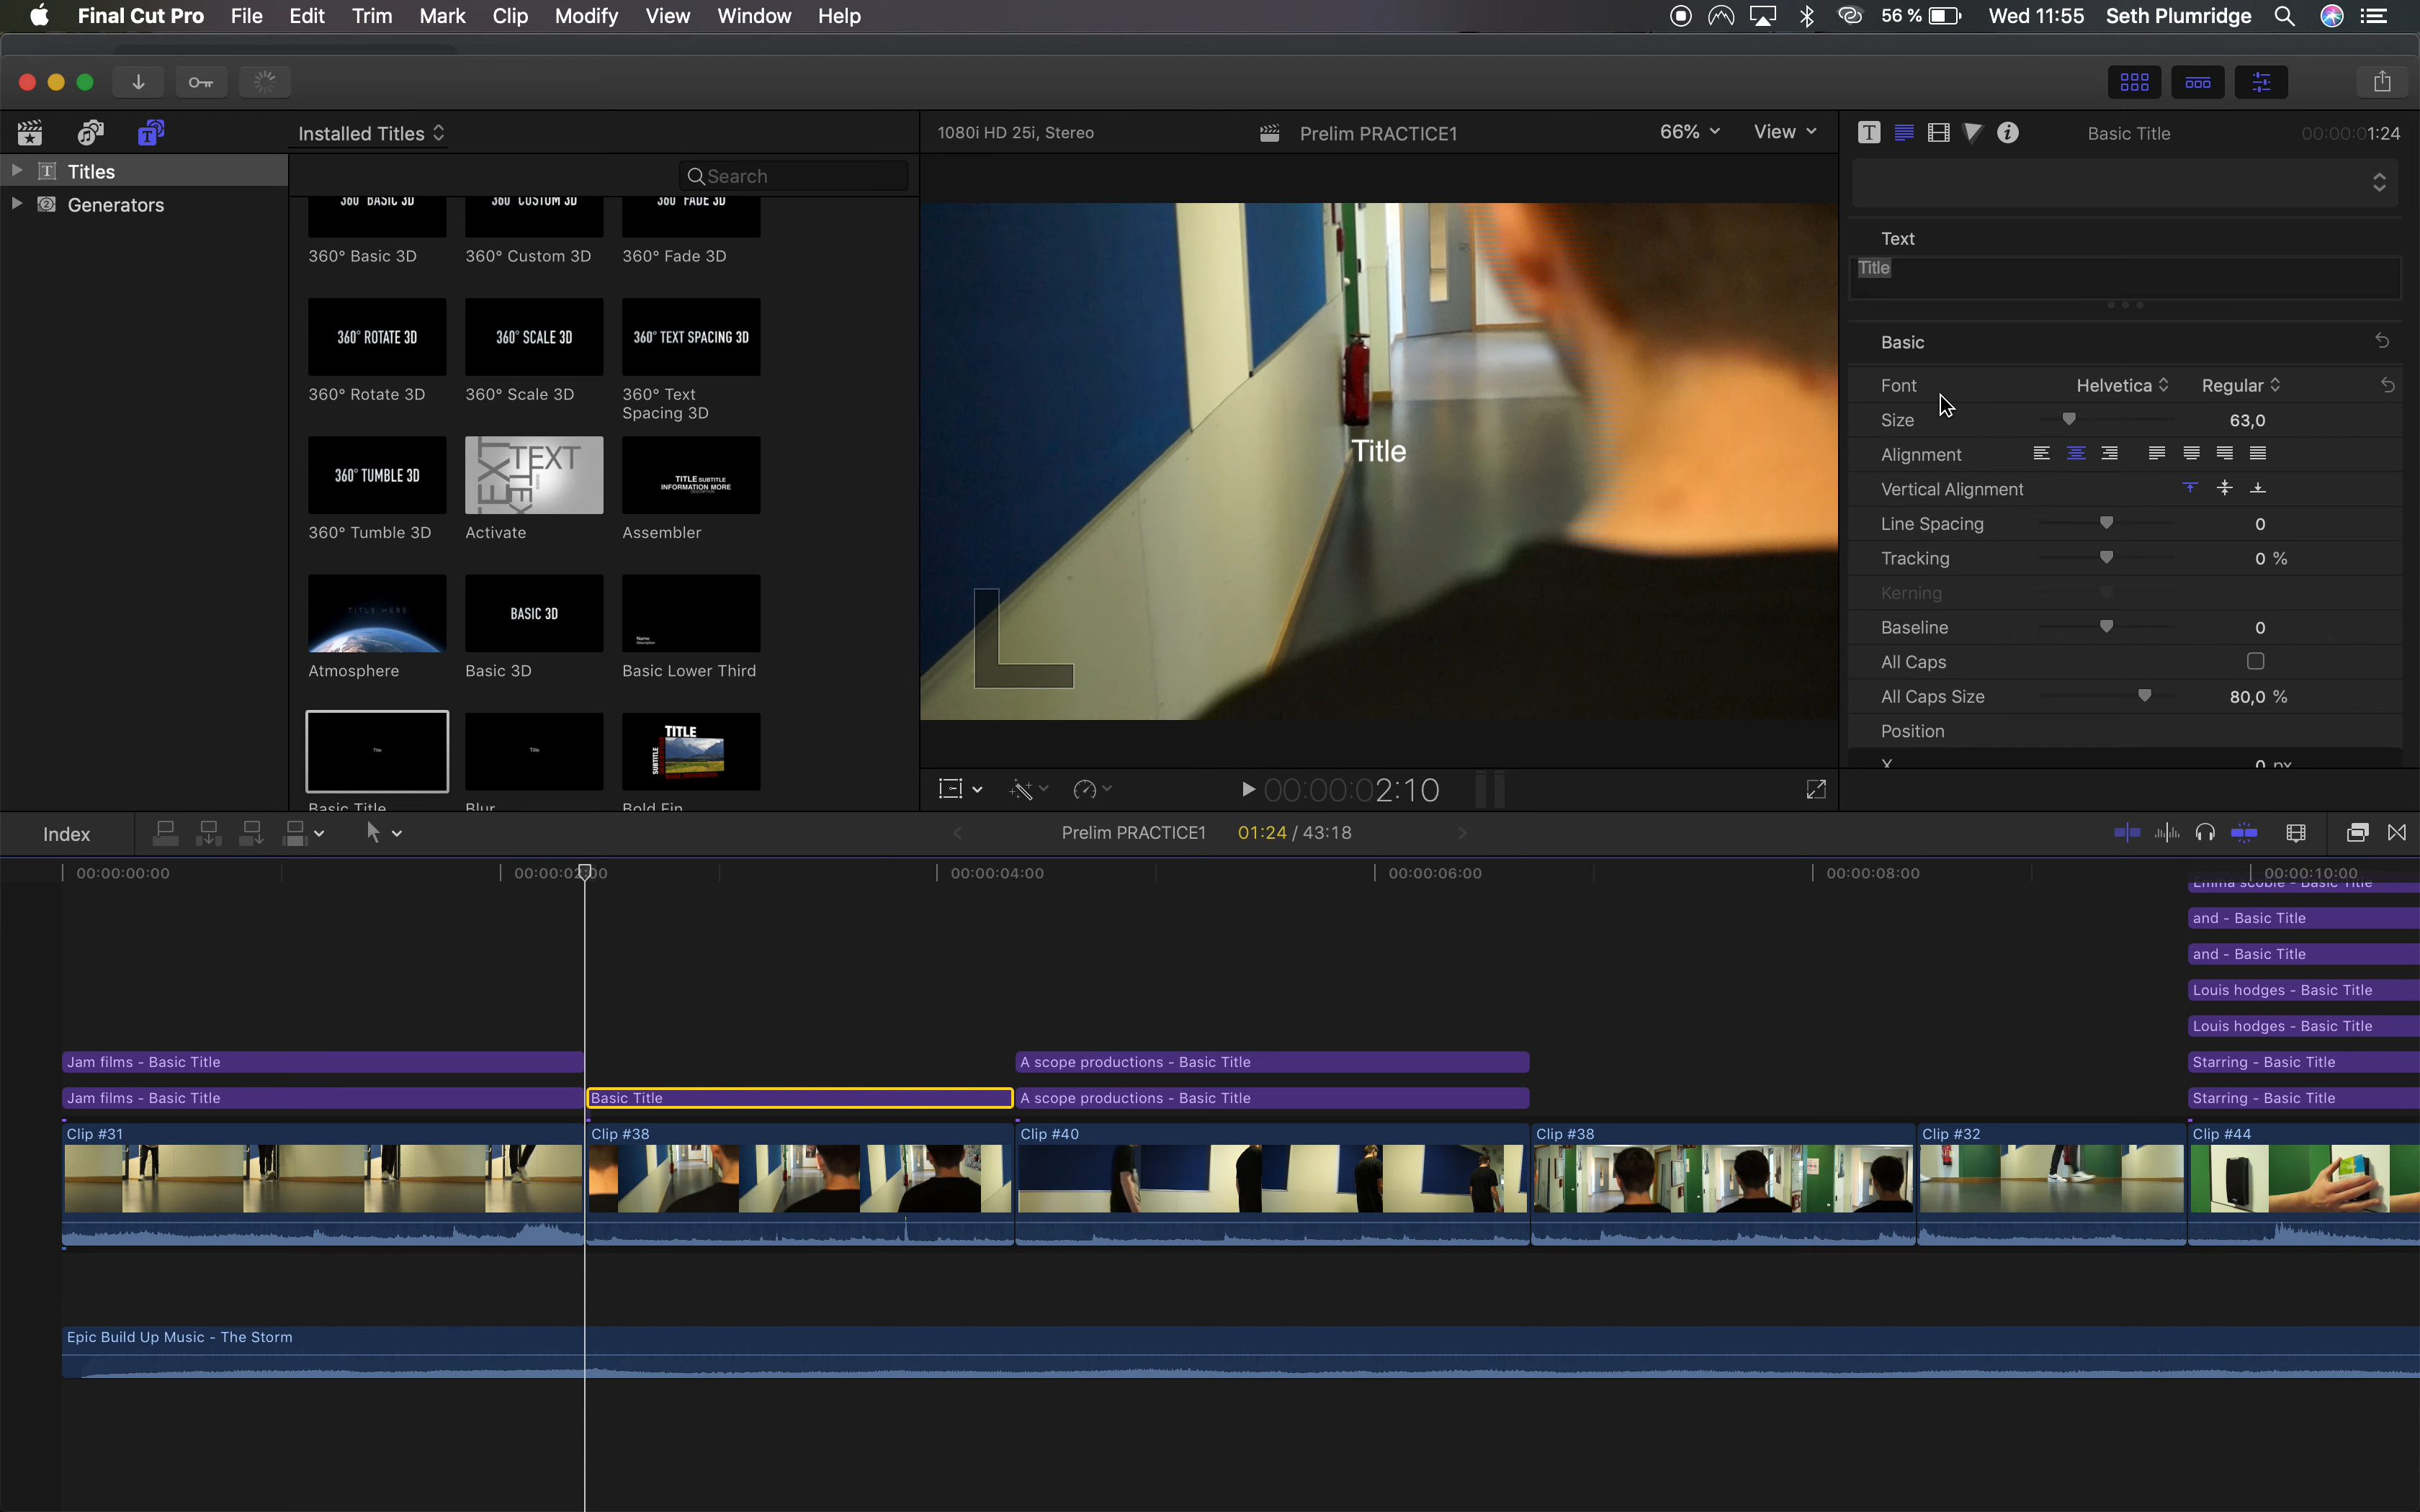 Final Cut Pro File Edit Trim Mark Clip Modify View Window Help 56 % Wed 11:55 Seth Plumridge
Installed Titles
1080i HD 25i, Stereo
Prelim PRACTICE1
66% View
Basic Title
00:00:01:24
Titles
Generators
Search
360° BASIC 3D 360° CUSTOM 3D 360° FADE 3D
360° Basic 3D 360° Custom 3D 360° Fade 3D
360° ROTATE 3D 360° SCALE 3D 360° TEXT SPACING 3D
360° Rotate 3D 360° Scale 3D 360° Text
Spacing 3D
360° TUMBLE 3D TEXT TEXT TITLE SUBTITLE
INFORMATION MORE
DESCRIPTION
360° Tumble 3D Activate Assembler
TITLE HERE BASIC 3D Name
Description
Atmosphere Basic 3D Basic Lower Third
Title Title TITLE
SUBTITLE
Basic Title Blur Bold Fin
Title
00:00:02:10
Text
Title
Basic
Font Helvetica Regular
Size 63,0
Alignment
Vertical Alignment
Line Spacing 0
Tracking 0 %
Kerning
Baseline 0
All Caps
All Caps Size 80,0 %
Position
X 0 px
Index
Prelim PRACTICE1 01:24 / 43:18
00:00:00:00 00:00:02:00 00:00:04:00 00:00:06:00 00:00:08:00 00:00:10:00
Emma scobie - Basic Title
and - Basic Title
and - Basic Title
Louis hodges - Basic Title
Louis hodges - Basic Title
Jam films - Basic Title A scope productions - Basic Title Starring - Basic Title
Jam films - Basic Title Basic Title A scope productions - Basic Title Starring - Basic Title
Clip #31 Clip #38 Clip #40 Clip #38 Clip #32 Clip #44
Epic Build Up Music - The Storm